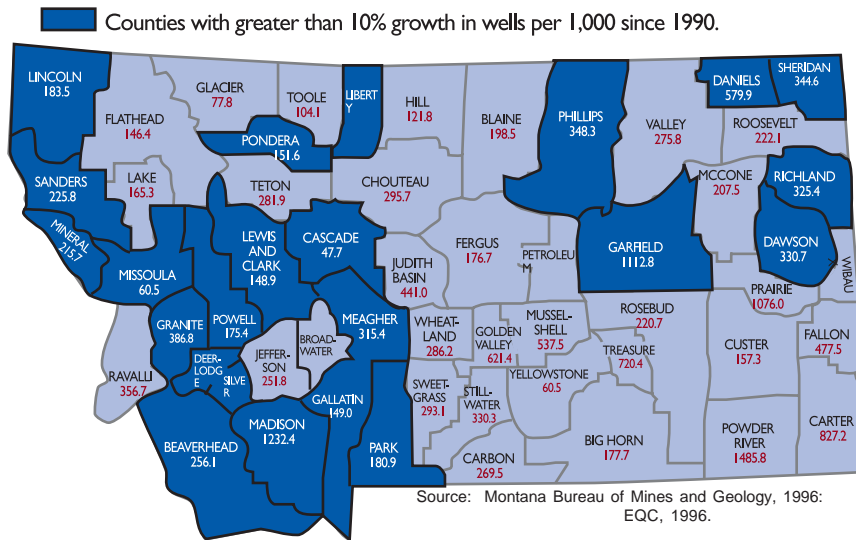 Counties with greater than 10% growth in wells per 1,000 since 1990.
LINCOLN
183.5
FLATHEAD
146.4
GLACIER
77.8
TOOLE
104.1
LIBERT
Y
HILL
121.8
BLAINE
198.5
PHILLIPS
348.3
VALLEY
275.8
DANIELS
579.9
SHERIDAN
344.6
ROOSEVELT
222.1
PONDERA
151.6
SANDERS
225.8
LAKE
165.3
TETON
281.9
CHOUTEAU
295.7
MCCONE
207.5
RICHLAND
325.4
MINERAL
215.7
MISSOULA
60.5
LEWIS
AND
CLARK
148.9
CASCADE
47.7
JUDITH
BASIN
441.0
FERGUS
176.7
PETROLEU
M
GARFIELD
1112.8
DAWSON
330.7
WIBAU
PRAIRIE
1076.0
GRANITE
386.8
POWELL
175.4
BROAD-
WATER
MEAGHER
315.4
WHEAT-
LAND
286.2
GOLDEN
VALLEY
621.4
MUSSEL-
SHELL
537.5
ROSEBUD
220.7
TREASURE
720.4
CUSTER
157.3
FALLON
477.5
RAVALLI
356.7
DEER-
LODG
E
SILVE
R
JEFFER-
SON
251.8
GALLATIN
149.0
SWEET-
GRASS
293.1
STILL-
WATER
330.3
YELLOWSTONE
60.5
BEAVERHEAD
256.1
MADISON
1232.4
PARK
180.9
CARBON
269.5
BIG HORN
177.7
POWDER
RIVER
1485.8
CARTER
827.2
Source: Montana Bureau of Mines and Geology, 1996:
EQC, 1996.